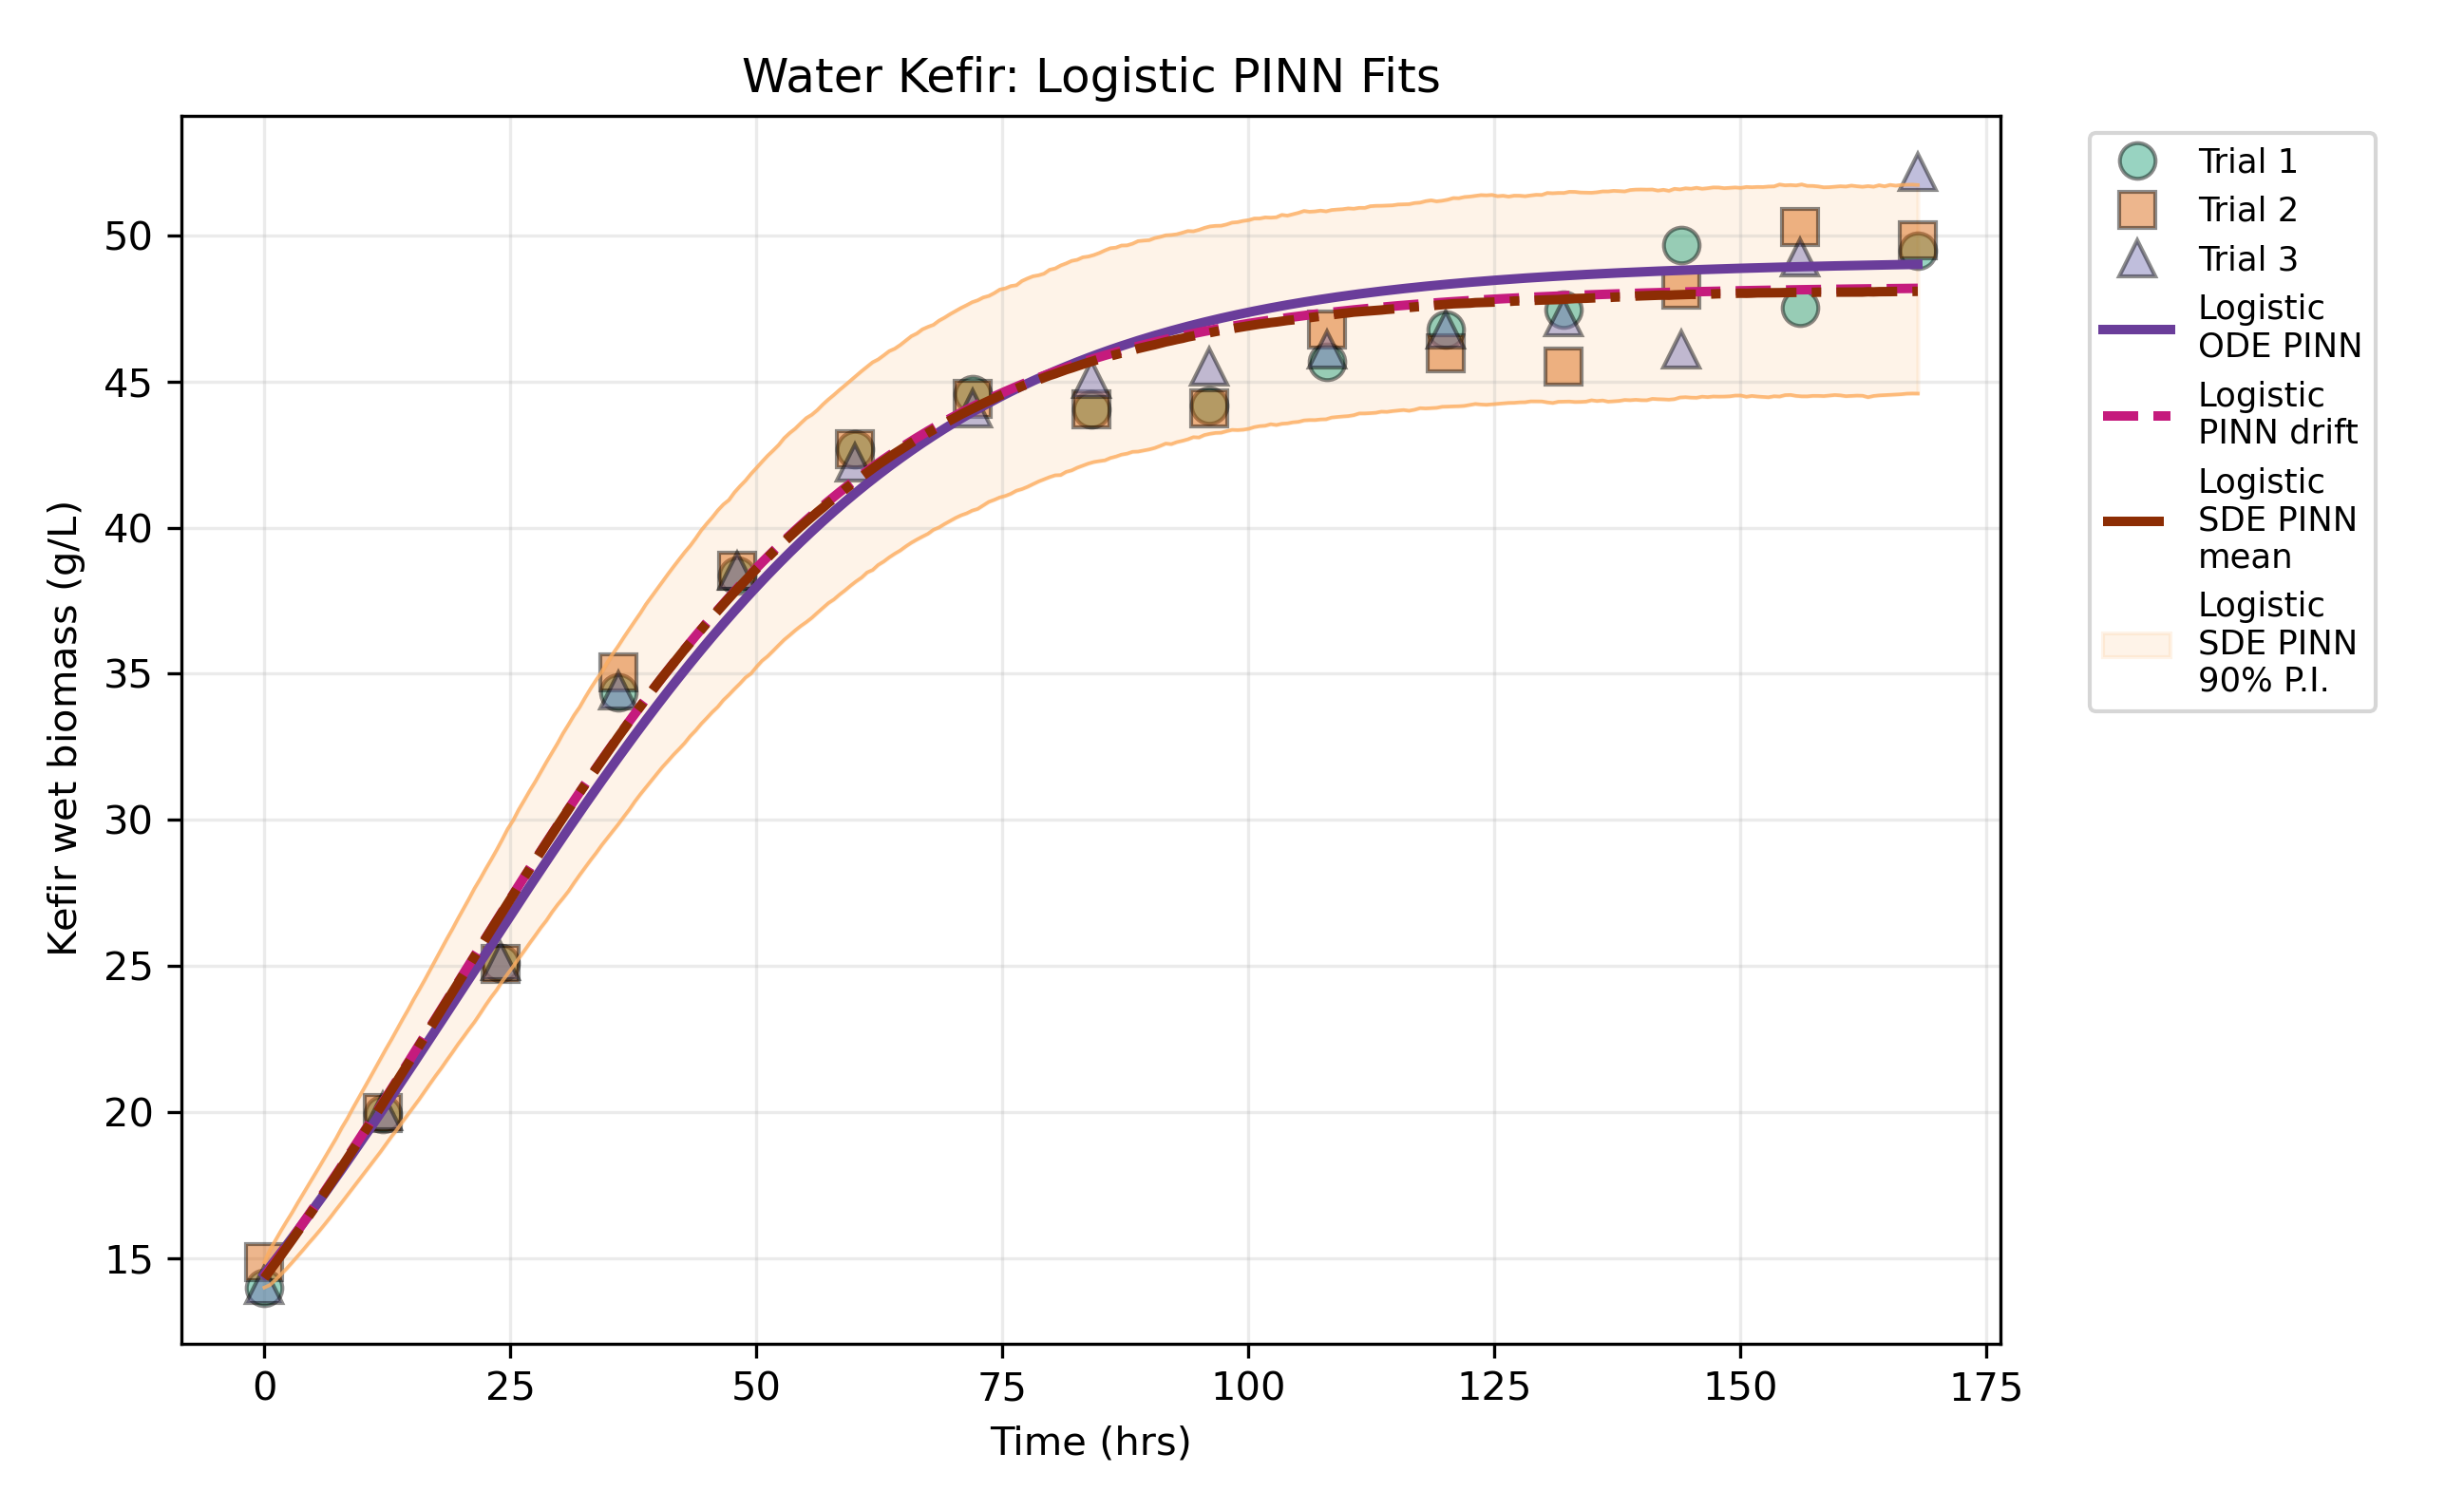 Water Kefir: Logistic PINN Fits
Kefir wet biomass (g/L)
50
45
40
35
30
25
20
15
0 25 50 75 100 125 150 175
Time (hrs)
Trial 1
Trial 2
Trial 3
Logistic
ODE PINN
Logistic
PINN drift
Logistic
SDE PINN
mean
Logistic
SDE PINN
90% P.I.